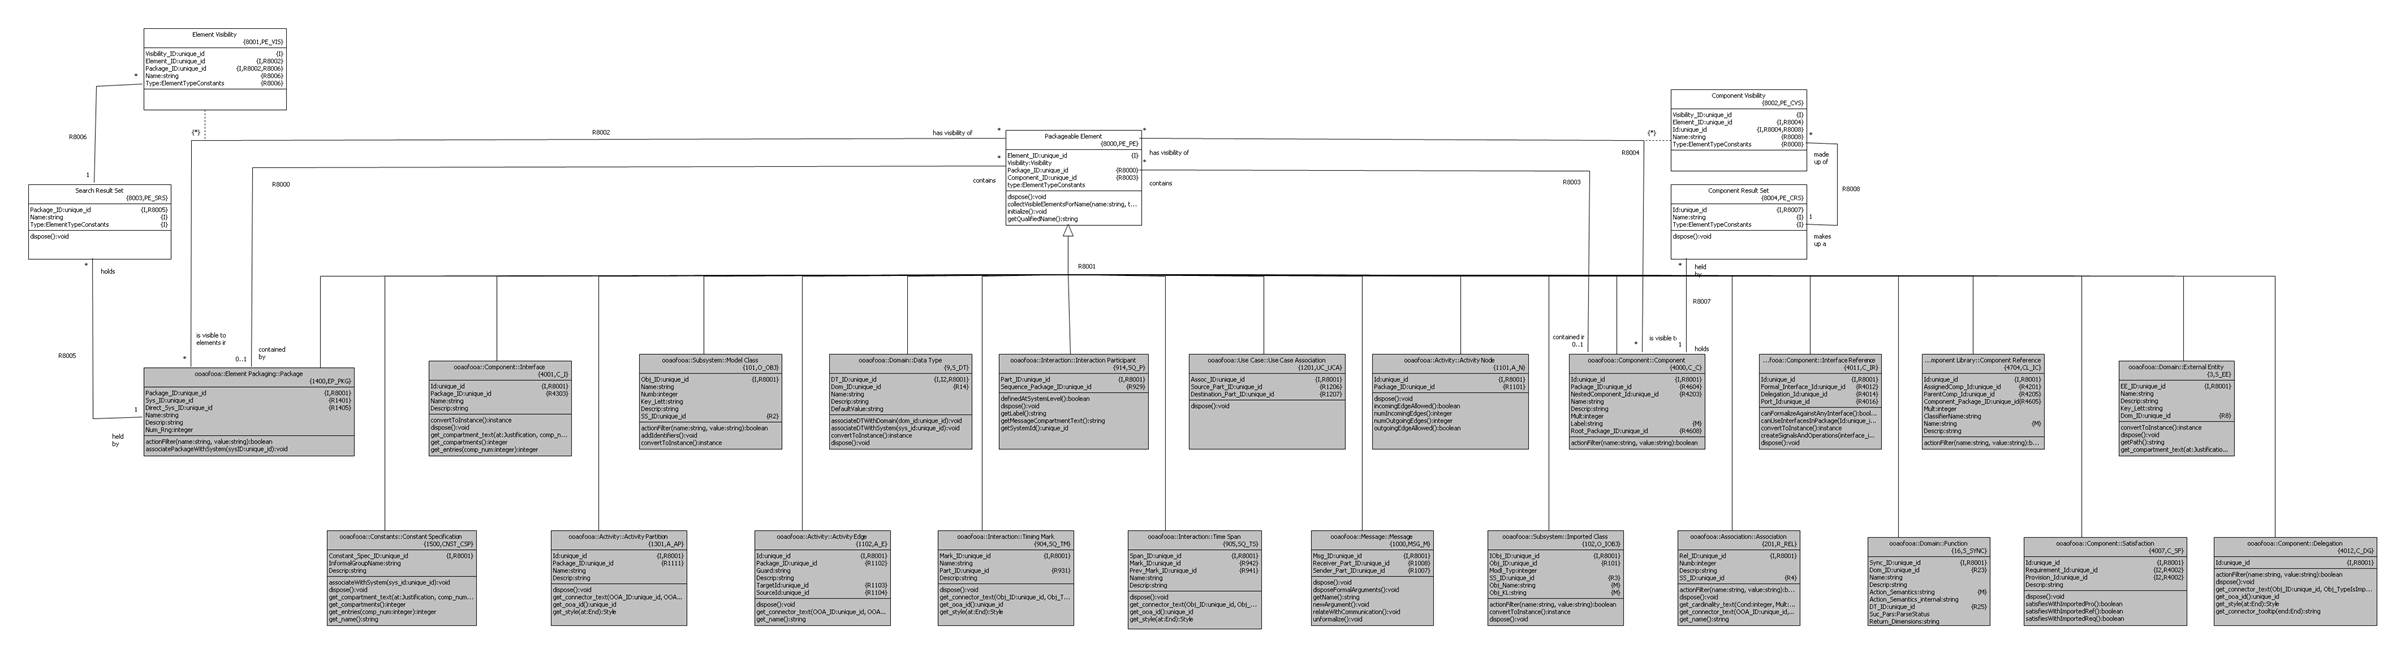 Element Visibility
{8001,PE_VIS}
Visibility_ID:unique_id {I}
Element_ID:unique_id {I,R8002}
Package_ID:unique_id {I,R8002,R8006}
Name:string {R8006}
Type:ElementTypeConstants {R8006}
*
R8006
1
Search Result Set
{8003,PE_SRS}
Package_ID:unique_id {I,R8005}
Name:string {I}
Type:ElementTypeConstants {I}
dispose():void
*
holds
R8005
1
held
by
{*}
R8002
has visibility of
*
R8000
contains
*
is visible to
elements ir
*
0..1
contained
by
Packageable Element
{8000,PE_PE}
Element_ID:unique_id {I}
Visibility:Visibility
Package_ID:unique_id {R8000}
Component_ID:unique_id {R8003}
type:ElementTypeConstants
dispose():void
collectVisibleElementsForName(name:string, t...
initialize():void
getQualifiedName():string
R8001
*
has visibility of
*
contains
R8004
R8003
{*}
Component Visibility
{8002,PE_CVS}
Visibility_ID:unique_id {I}
Element_ID:unique_id {I,R8004}
Id:unique_id {I,R8004,R8008}
Name:string {R8008}
Type:ElementTypeConstants {R8008}
*
made
up of
R8008
Component Result Set
{8004,PE_CRS}
Id:unique_id {I,R8007}
Name:string {I}
Type:ElementTypeConstants {I}
dispose():void
1
makes
up a
*
held
by
R8007
contained ir
0..1
is visible to
*
1
holds
ooaofooa::Element Packaging::Package
{1400,EP_PKG}
Package_ID:unique_id {I,R8001}
Sys_ID:unique_id {R1401}
Direct_Sys_ID:unique_id {R1405}
Name:string
Descrip:string
Num_Rng:integer
actionFilter(name:string, value:string):boolean
associatePackageWithSystem(sysID:unique_id):void
ooaofooa::Component::Interface
{4001,C_I}
Id:unique_id {I,R8001}
Package_ID:unique_id {R4303}
Name:string
Descrip:string
convertToInstance():instance
dispose():void
get_compartment_text(at:Justification, comp_n...
get_compartments():integer
get_entries(comp_num:integer):integer
ooaofooa::Subsystem::Model Class
{101,O_OBJ}
Obj_ID:unique_id {I,R8001}
Name:string
Numb:integer
Key_Lett:string
Descrip:string
SS_ID:unique_id {R2}
actionFilter(name:string, value:string):boolean
addIdentifiers():void
convertToInstance():instance
ooaofooa::Domain::Data Type
{9,S_DT}
DT_ID:unique_id {I,I2,R8001}
Dom_ID:unique_id {R14}
Name:string
Descrip:string
DefaultValue:string
associateDTWithDomain(dom_id:unique_id):void
associateDTWithSystem(sys_id:unique_id):void
convertToInstance():instance
dispose():void
ooaofooa::Interaction::Interaction Participant
{914,SQ_P}
Part_ID:unique_id {I,R8001}
Sequence_Package_ID:unique_id {R929}
definedAtSystemLevel():boolean
dispose():void
getLabel():string
getMessageCompartmentText():string
getSystemId():unique_id
ooaofooa::Use Case::Use Case Association
{1201,UC_UCA}
Assoc_ID:unique_id {I,R8001}
Source_Part_ID:unique_id {R1206}
Destination_Part_ID:unique_id {R1207}
dispose():void
ooaofooa::Activity::Activity Node
{1101,A_N}
Id:unique_id {I,R8001}
Package_ID:unique_id {R1101}
dispose():void
incomingEdgeAllowed():boolean
numIncomingEdges():integer
numOutgoingEdges():integer
outgoingEdgeAllowed():boolean
ooaofooa::Component::Component
{4000,C_C}
Id:unique_id {I,R8001}
Package_ID:unique_id {R4604}
NestedComponent_Id:unique_id {R4203}
Name:string
Descrip:string
Mult:integer
Label:string {M}
Root_Package_ID:unique_id {R4608}
actionFilter(name:string, value:string):boolean
...fooa::Component::Interface Reference
{4011,C_IR}
Id:unique_id {I,R8001}
Formal_Interface_Id:unique_id {R4012}
Delegation_Id:unique_id {R4014}
Port_Id:unique_id {R4016}
canFormalizeAgainstAnyInterface():bool...
canUseInterfacesInPackage(Id:unique_i...
convertToInstance():instance
createSignalsAndOperations(interface_i...
dispose():void
...mponent Library::Component Reference
{4704,CL_IC}
Id:unique_id {I,R8001}
AssignedComp_Id:unique_id {R4201}
ParentComp_Id:unique_id {R4205}
Component_Package_ID:unique_id{R4605}
Mult:integer
ClassifierName:string
Name:string {M}
Descrip:string
actionFilter(name:string, value:string):b...
ooaofooa::Domain::External Entity
{3,S_EE}
EE_ID:unique_id {I,R8001}
Name:string
Descrip:string
Key_Lett:string
Dom_ID:unique_id {R8}
convertToInstance():instance
dispose():void
getPath():string
get_compartment_text(at:Justificatio...
ooaofooa::Constants::Constant Specification
{1500,CNST_CSP}
Constant_Spec_ID:unique_id {I,R8001}
InformalGroupName:string
Descrip:string
associateWithSystem(sys_id:unique_id):void
dispose():void
get_compartment_text(at:Justification, comp_num...
get_compartments():integer
get_entries(comp_num:integer):integer
get_name():string
ooaofooa::Activity::Activity Partition
{1301,A_AP}
Id:unique_id {I,R8001}
Package_ID:unique_id {R1111}
Name:string
Descrip:string
dispose():void
get_connector_text(OOA_ID:unique_id, OOA...
get_ooa_id():unique_id
get_style(at:End):Style
ooaofooa::Activity::Activity Edge
{1102,A_E}
Id:unique_id {I,R8001}
Package_ID:unique_id {R1102}
Guard:string
Descrip:string
TargetId:unique_id {R1103}
SourceId:unique_id {R1104}
dispose():void
get_connector_text(OOA_ID:unique_id, OOA...
get_name():string
ooaofooa::Interaction::Timing Mark
{904,SQ_TM}
Mark_ID:unique_id {I,R8001}
Name:string
Part_ID:unique_id {R931}
Descrip:string
dispose():void
get_connector_text(Obj_ID:unique_id, Obj_T...
get_ooa_id():unique_id
get_style(at:End):Style
ooaofooa::Interaction::Time Span
{905,SQ_TS}
Span_ID:unique_id {I,R8001}
Mark_ID:unique_id {R942}
Prev_Mark_ID:unique_id {R941}
Name:string
Descrip:string
dispose():void
get_connector_text(Obj_ID:unique_id, Obj_...
get_ooa_id():unique_id
get_style(at:End):Style
ooaofooa::Message::Message
{1000,MSG_M}
Msg_ID:unique_id {I,R8001}
Receiver_Part_ID:unique_id {R1008}
Sender_Part_ID:unique_id {R1007}
dispose():void
disposeFormalArguments():void
getName():string
newArgument():void
relateWithCommunication():void
unformalize():void
ooaofooa::Subsystem::Imported Class
{102,O_IOBJ}
IObj_ID:unique_id {I,R8001}
Obj_ID:unique_id {R101}
Modl_Typ:integer
SS_ID:unique_id {R3}
Obj_Name:string {M}
Obj_KL:string {M}
actionFilter(name:string, value:string):boolean
convertToInstance():instance
dispose():void
ooaofooa::Association::Association
{201,R_REL}
Rel_ID:unique_id {I,R8001}
Numb:integer
Descrip:string
SS_ID:unique_id {R4}
actionFilter(name:string, value:string):b...
dispose():void
get_cardinality_text(Cond:integer, Mult:...
get_connector_text(OOA_ID:unique_id,...
get_name():string
ooaofooa::Domain::Function
{16,S_SYNC}
Sync_ID:unique_id {I,R8001}
Dom_ID:unique_id {R23}
Name:string
Descrip:string
Action_Semantics:string {M}
Action_Semantics_internal:string
DT_ID:unique_id {R25}
Suc_Pars:ParseStatus
Return_Dimensions:string
ooaofooa::Component::Satisfaction
{4007,C_SF}
Id:unique_id {I,R8001}
Requirement_Id:unique_id {I2,R4002}
Provision_Id:unique_id {I2,R4002}
Descrip:string
Label:string
dispose():void
satisfiesWithImportedPro():boolean
satisfiesWithImportedRef():boolean
satisfiesWithImportedReq():boolean
ooaofooa::Component::Delegation
{4012,C_DG}
Id:unique_id {I,R8001}
actionFilter(name:string, value:string):boolean
dispose():void
get_connector_text(Obj_ID:unique_id, Obj_TypeIsImp...
get_ooa_id():unique_id
get_style(at:End):Style
get_connector_tooltip(end:End):string